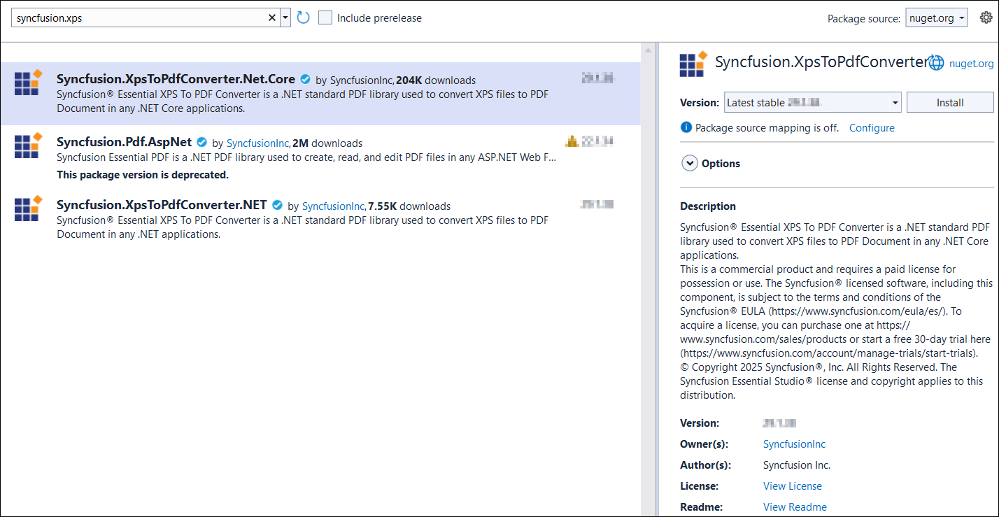 syncfusion.xps
Include prerelease
Package source: nuget.org
Syncfusion.XpsToPdfConverter.Net.Core by SyncfusionInc, 204K downloads
Syncfusion® Essential XPS To PDF Converter is a .NET standard PDF library used to convert XPS files to PDF
Document in any .NET Core applications.
Syncfusion.Pdf.AspNet by SyncfusionInc, 2M downloads
Syncfusion Essential PDF is a .NET PDF library used to create, read, and edit PDF files in any ASP.NET Web F...
This package version is deprecated.
Syncfusion.XpsToPdfConverter.NET by SyncfusionInc, 7.55K downloads
Syncfusion® Essential XPS To PDF Converter is a .NET standard PDF library used to convert XPS files to PDF
Document in any .NET applications.
Syncfusion.XpsToPdfConverter nuget.org
Version: Latest stable
Install
Package source mapping is off. Configure
Options
Description
Syncfusion® Essential XPS To PDF Converter is a .NET standard PDF
library used to convert XPS files to PDF Document in any .NET Core
applications.
This is a commercial product and requires a paid license for
possession or use. The Syncfusion® licensed software, including this
component, is subject to the terms and conditions of the
Syncfusion® EULA (https://www.syncfusion.com/eula/es/). To
acquire a license, you can purchase one at https://
www.syncfusion.com/sales/products or start a free 30-day trial here
(https://www.syncfusion.com/account/manage-trials/start-trials).
© Copyright 2025 Syncfusion®, Inc. All Rights Reserved. The
Syncfusion Essential Studio® license and copyright applies to this
distribution.
Version:
Owner(s): SyncfusionInc
Author(s): Syncfusion Inc.
License: View License
Readme: View Readme